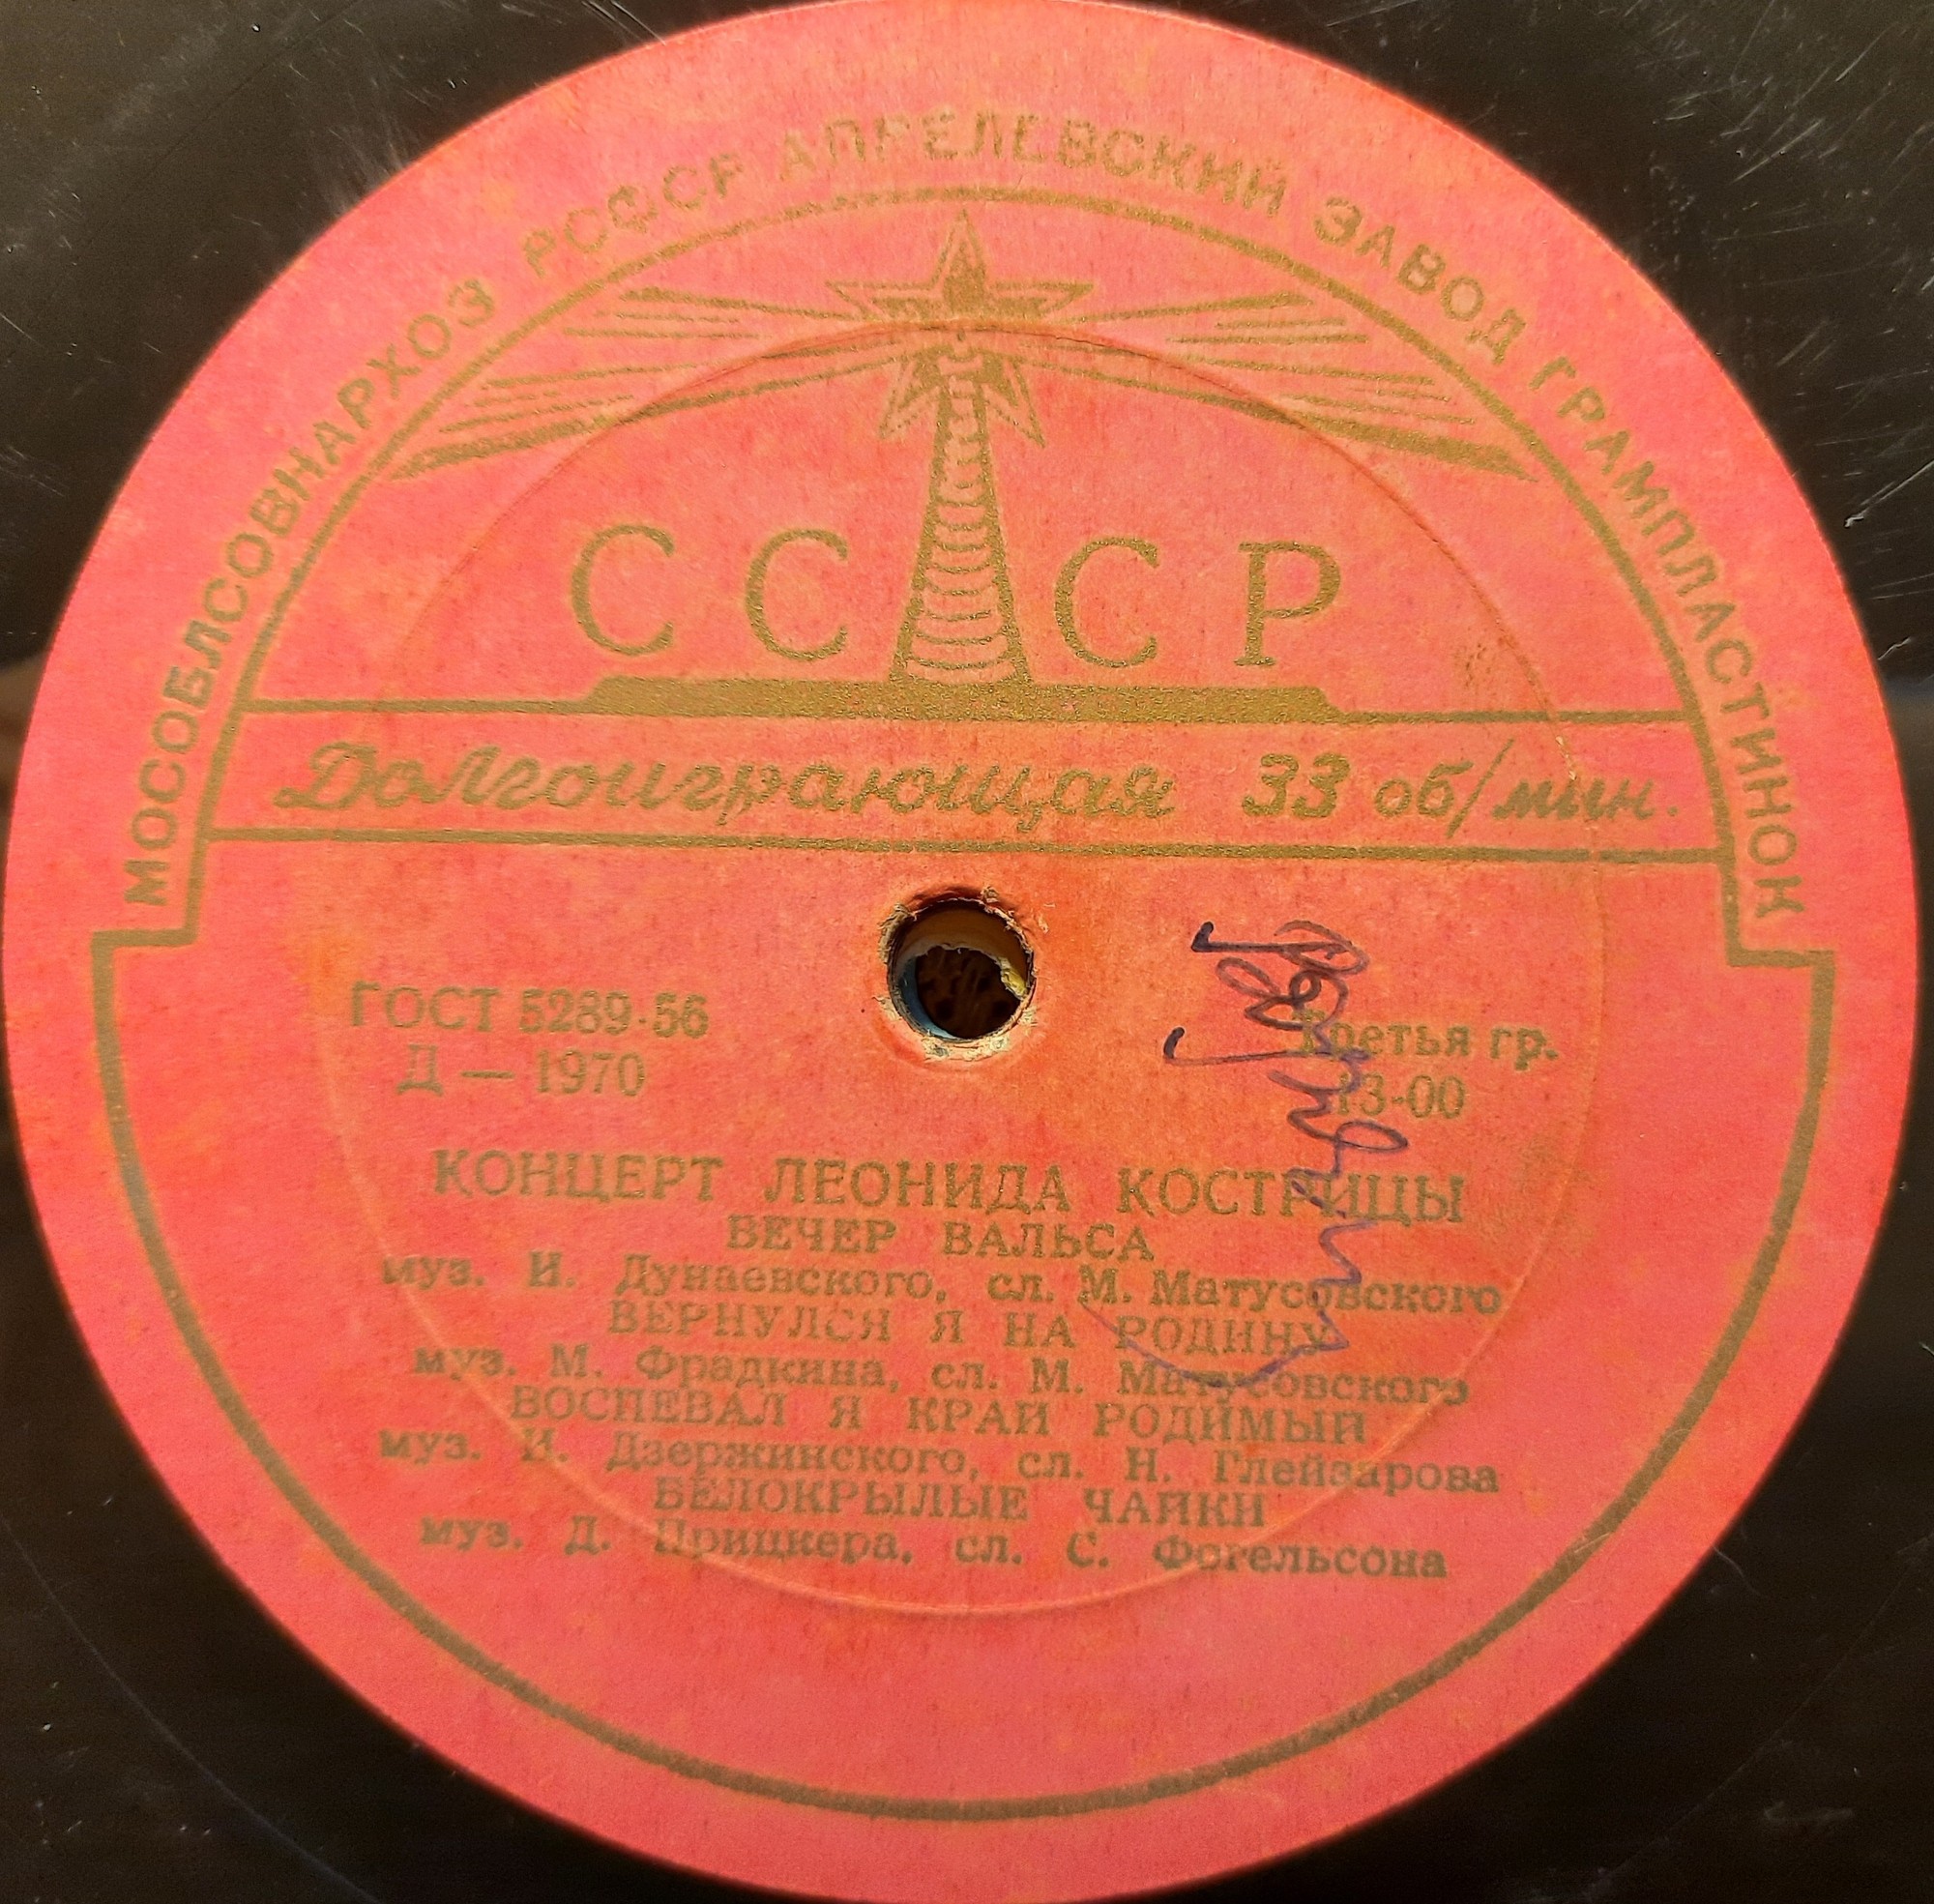 МОСОБЛСОВНАРХОЗ РСФСР АПРЕЛЕВСКИЙ ЗАВОД ГРАМПЛАСТИНОК
СССР
Долгоиграющая 33 об/мин.
ГОСТ 5289-56 Третья гр.
Д — 1970 13-00
КОНЦЕРТ ЛЕОНИДА КОСТРИЦЫ
ВЕЧЕР ВАЛЬСА
муз. И. Дунаевского, сл. М. Матусовского
ВЕРНУЛСЯ Я НА РОДИНУ
муз. М. Фрадкина, сл. М. Матусовского
ВОСПЕВАЛ Я КРАЙ РОДИМЫЙ
муз. И. Дзержинского, сл. Н. Глейзарова
БЕЛОКРЫЛЫЕ ЧАЙКИ
муз. Д. Прицкера, сл. С. Фогельсона